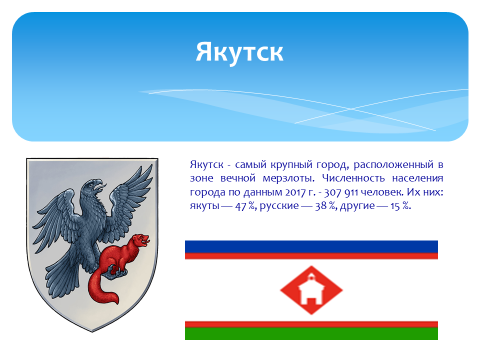 Якутск
Якутск - самый крупный город, расположенный в
зоне вечной мерзлоты. Численность населения
города по данным 2017 г. - 307 911 человек. Их них:
якуты — 47 %, русские — 38 %, другие — 15 %.